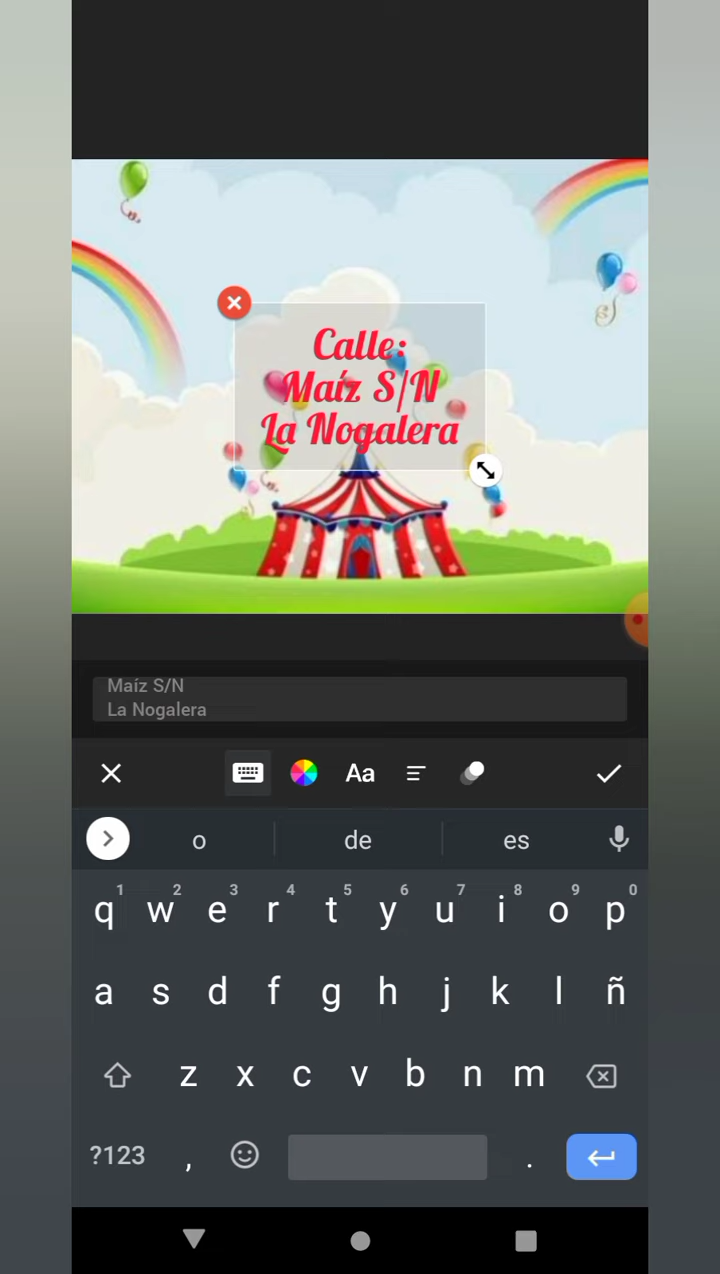 Calle:
Maíz S/N
La Nogalera
Maíz S/N
La Nogalera
Aa
o de es
1 2 3 4 5 6 7 8 9 0
q w e r t y u i o p
a s d f g h j k l ñ
z x c v b n m
?123 , .